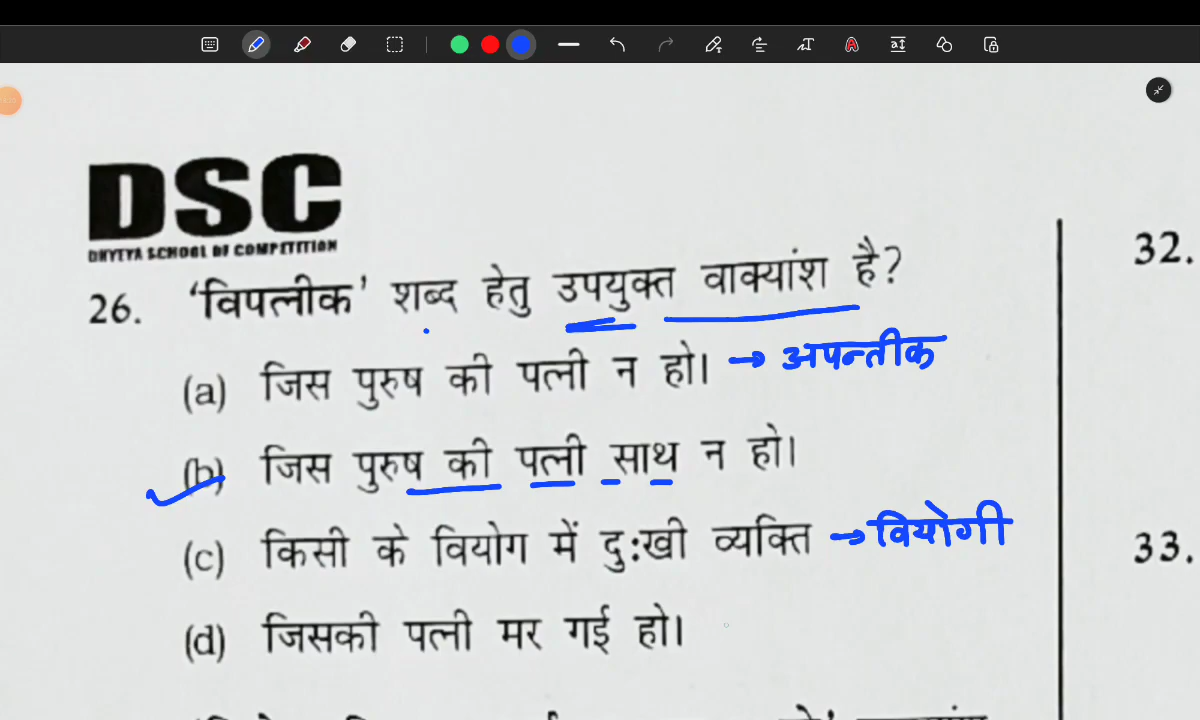 DSC
DHYEYA SCHOOL OF COMPETITION
26. 'विपत्नीक' शब्द हेतु उपयुक्त वाक्यांश है?
(a) जिस पुरुष की पत्नी न हो। → अपत्नीक
(b) जिस पुरुष की पत्नी साथ न हो।
(c) किसी के वियोग में दुःखी व्यक्ति → वियोगी
(d) जिसकी पत्नी मर गई हो।
32.
33.